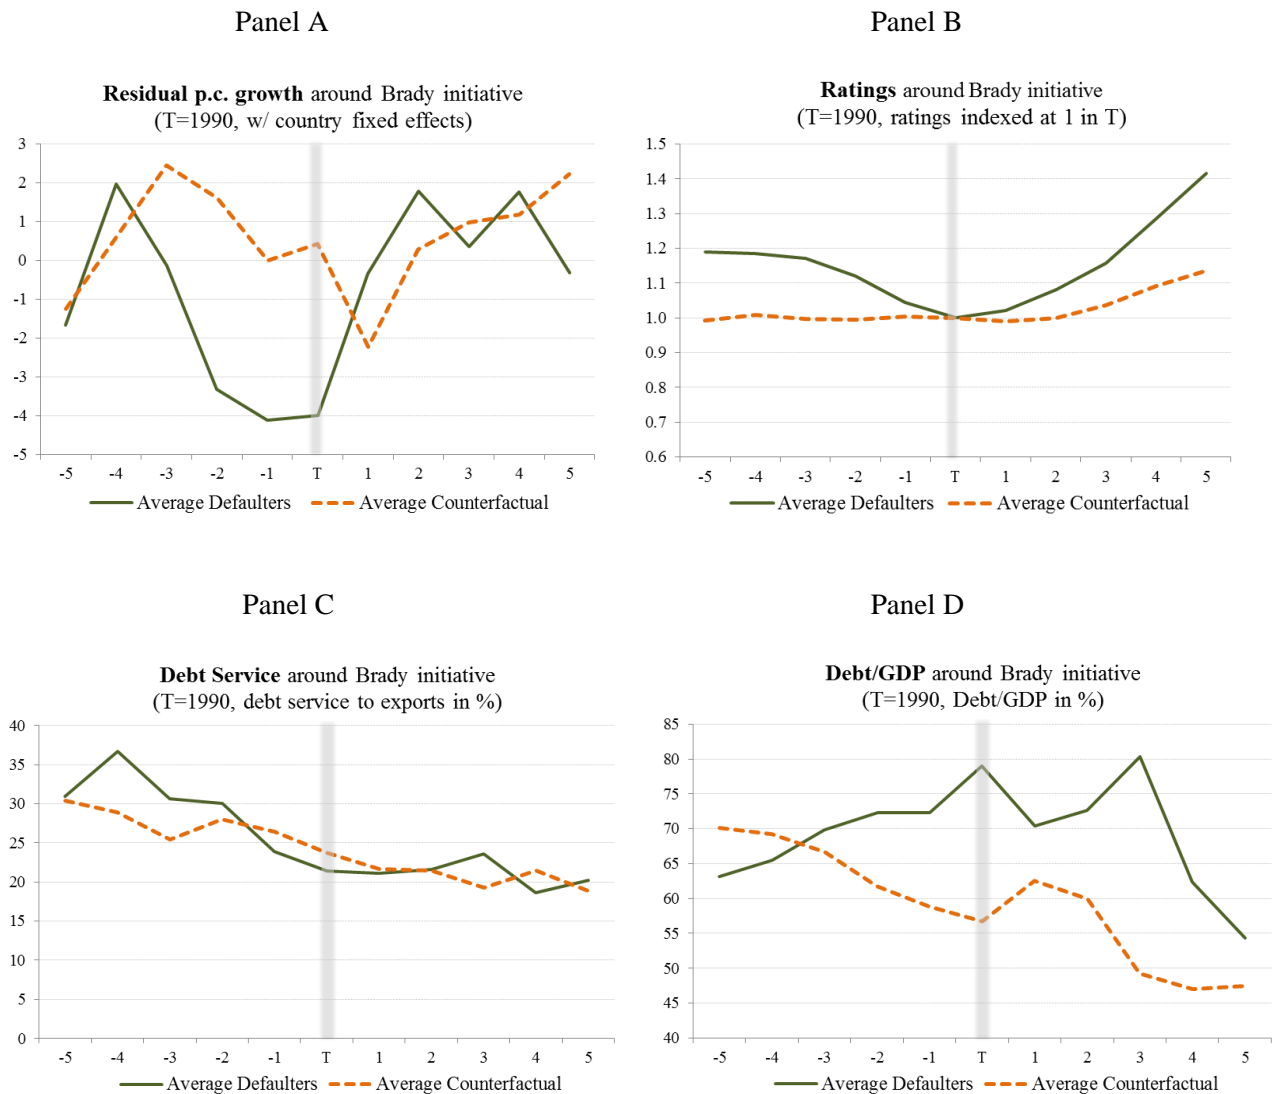 Panel A
Residual p.c. growth around Brady initiative
(T=1990, w/ country fixed effects)
3
2
1
0
-1
-2
-3
-4
-5
-5 -4 -3 -2 -1 T 1 2 3 4 5
Average Defaulters Average Counterfactual
Panel B
Ratings around Brady initiative
(T=1990, ratings indexed at 1 in T)
1.5
1.4
1.3
1.2
1.1
1.0
0.9
0.8
0.7
0.6
-5 -4 -3 -2 -1 T 1 2 3 4 5
Average Defaulters Average Counterfactual
Panel C
Debt Service around Brady initiative
(T=1990, debt service to exports in %)
40
35
30
25
20
15
10
5
0
-5 -4 -3 -2 -1 T 1 2 3 4 5
Average Defaulters Average Counterfactual
Panel D
Debt/GDP around Brady initiative
(T=1990, Debt/GDP in %)
85
80
75
70
65
60
55
50
45
40
-5 -4 -3 -2 -1 T 1 2 3 4 5
Average Defaulters Average Counterfactual